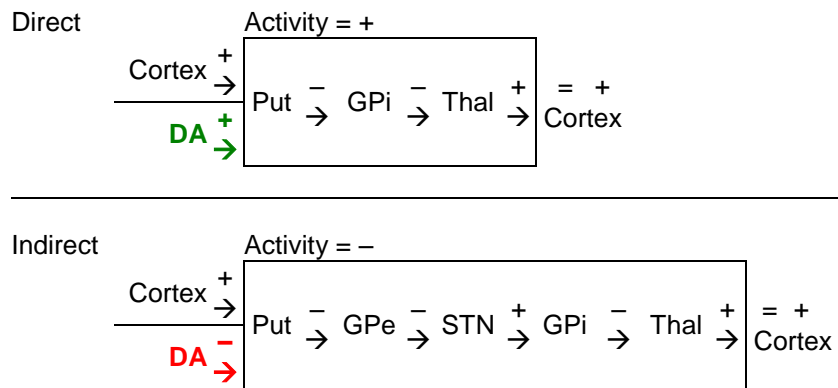 Direct Activity = +
Cortex + →
Put – → GPi – → Thal + → = + Cortex
DA + →
Indirect Activity = –
Cortex + →
Put – → GPe – → STN + → GPi – → Thal + → = + Cortex
DA – →